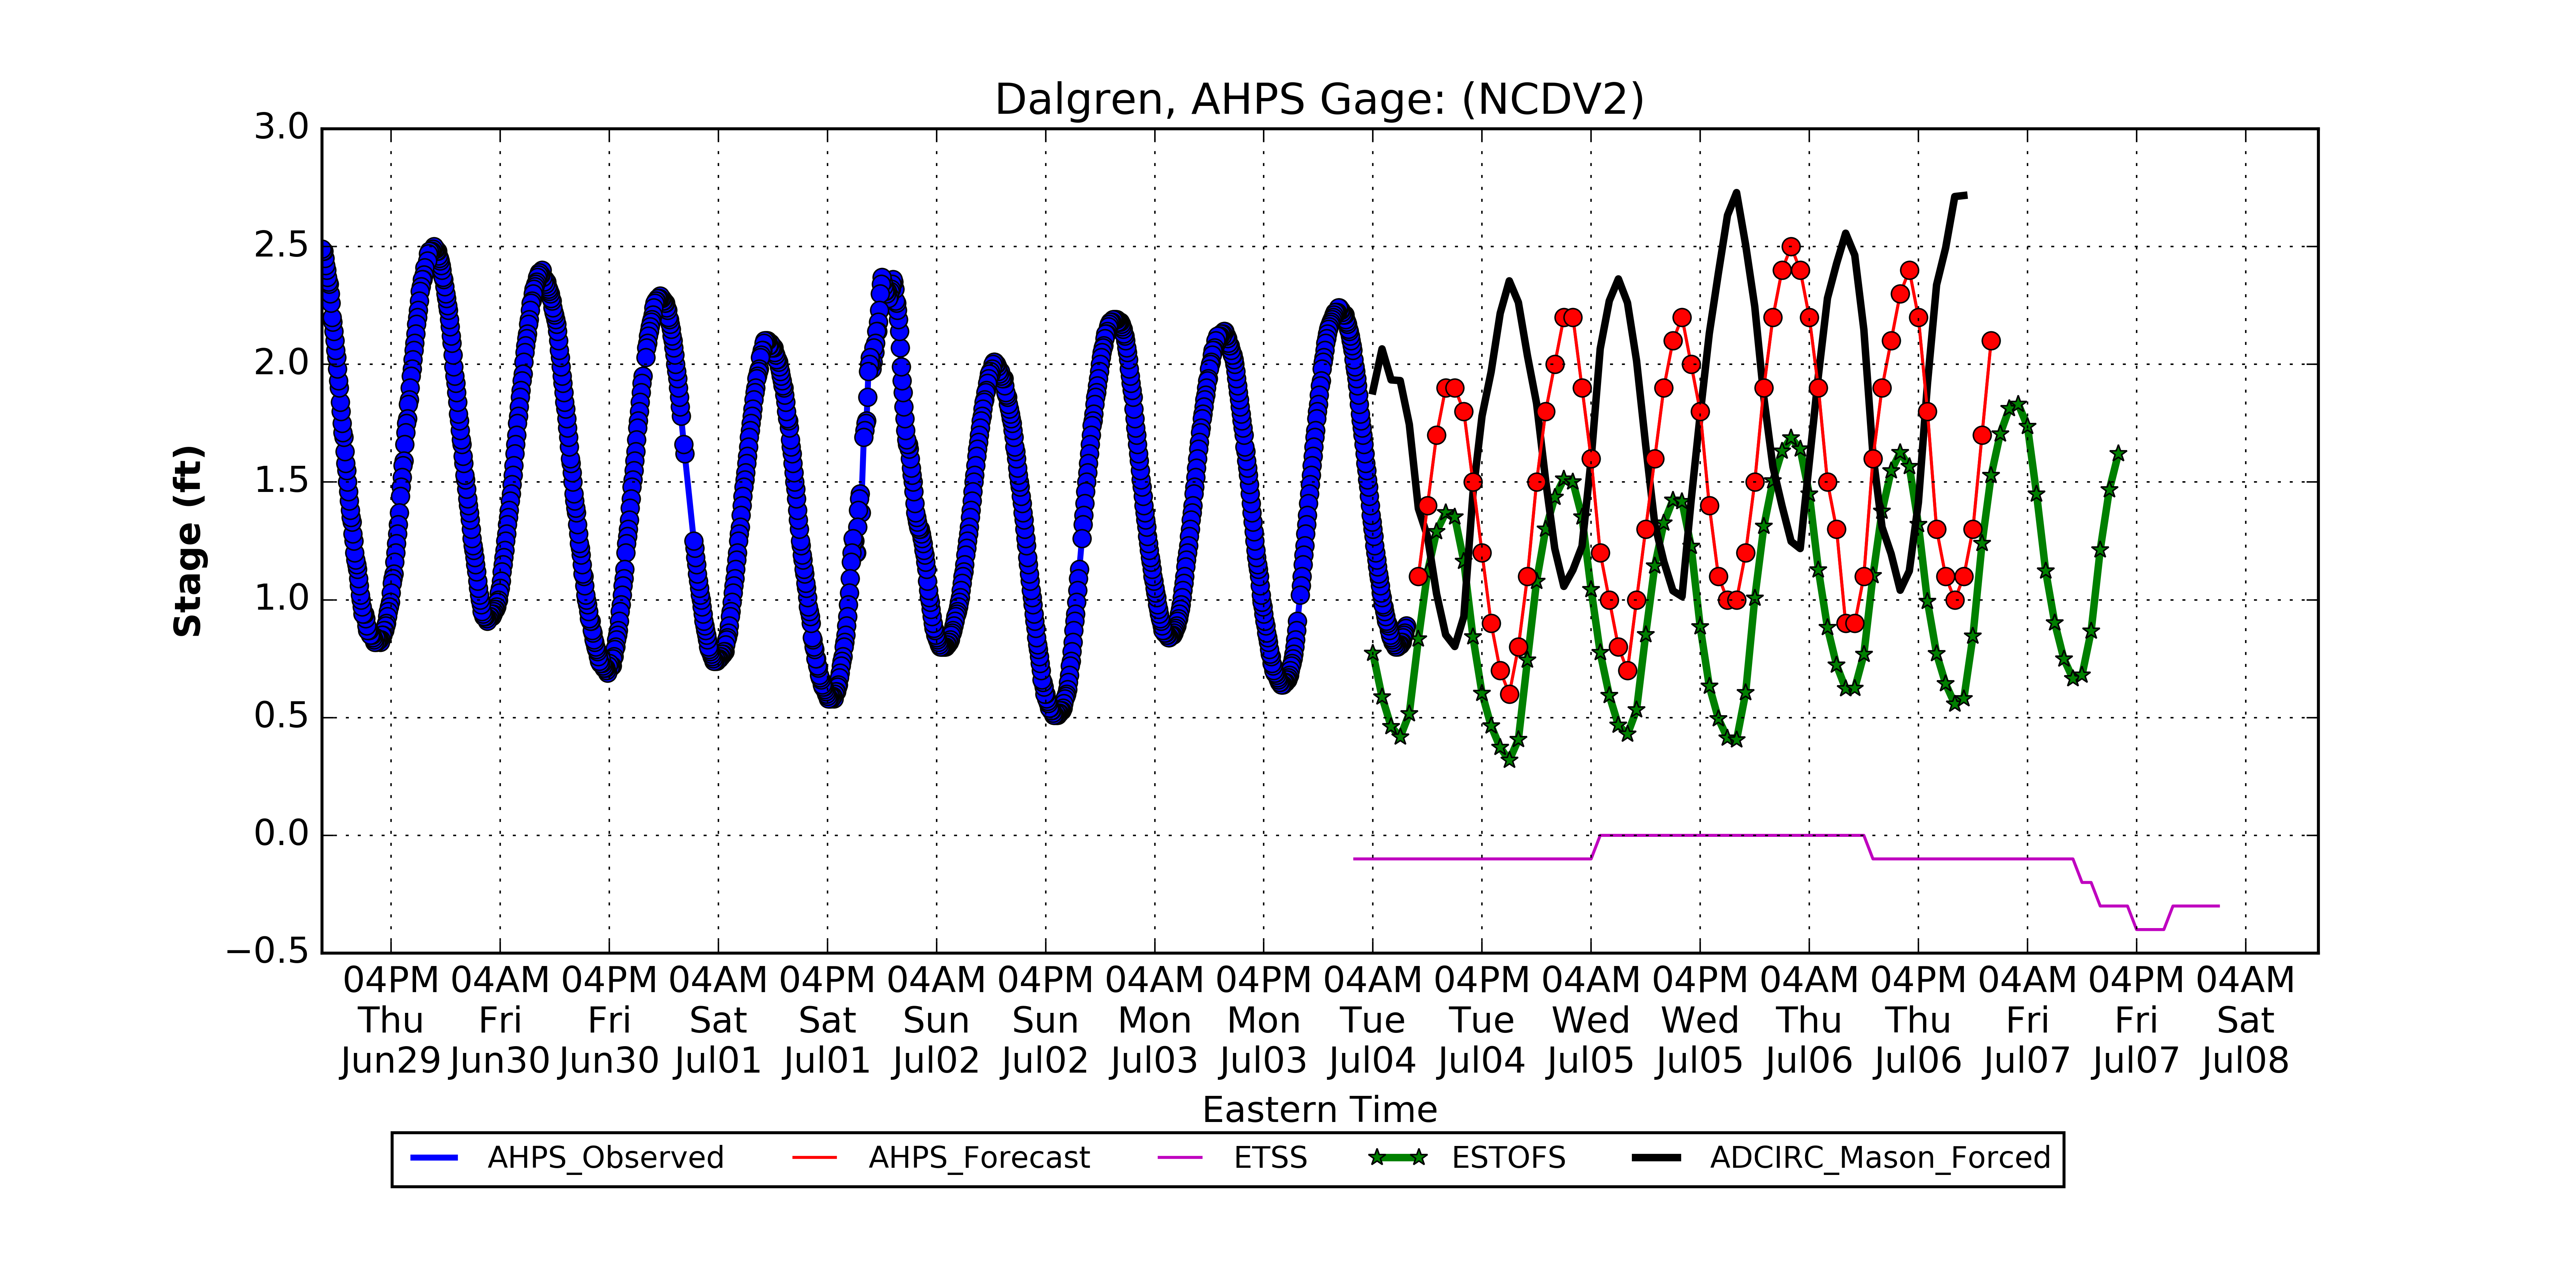 Dalgren, AHPS Gage: (NCDV2)
3.0
2.5
2.0
1.5
1.0
0.5
0.0
−0.5
Stage (ft)
04PM 04AM 04PM 04AM 04PM 04AM 04PM 04AM 04PM 04AM 04PM 04AM 04PM 04AM 04PM 04AM 04PM 04AM
Thu Fri Fri Sat Sat Sun Sun Mon Mon Tue Tue Wed Wed Thu Thu Fri Fri Sat
Jun29 Jun30 Jun30 Jul01 Jul01 Jul02 Jul02 Jul03 Jul03 Jul04 Jul04 Jul05 Jul05 Jul06 Jul06 Jul07 Jul07 Jul08
Eastern Time
AHPS_Observed AHPS_Forecast ETSS ESTOFS ADCIRC_Mason_Forced